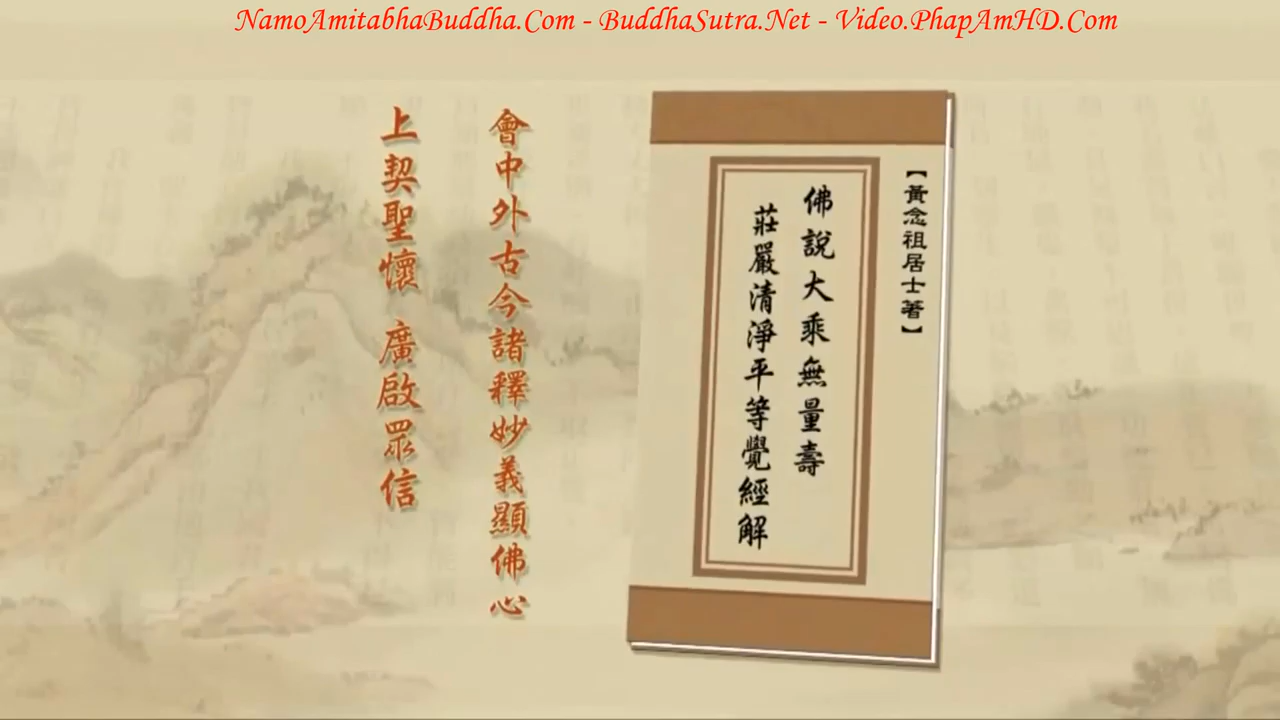 NamoAmitabhaBuddha.Com - BuddhaSutra.Net - Video.PhapAmHD.Com
【黃念祖居士著】
佛說大乘無量壽
莊嚴清淨平等覺經解
會中外古今諸釋妙義顯佛心
上契聖懷 廣啟眾信